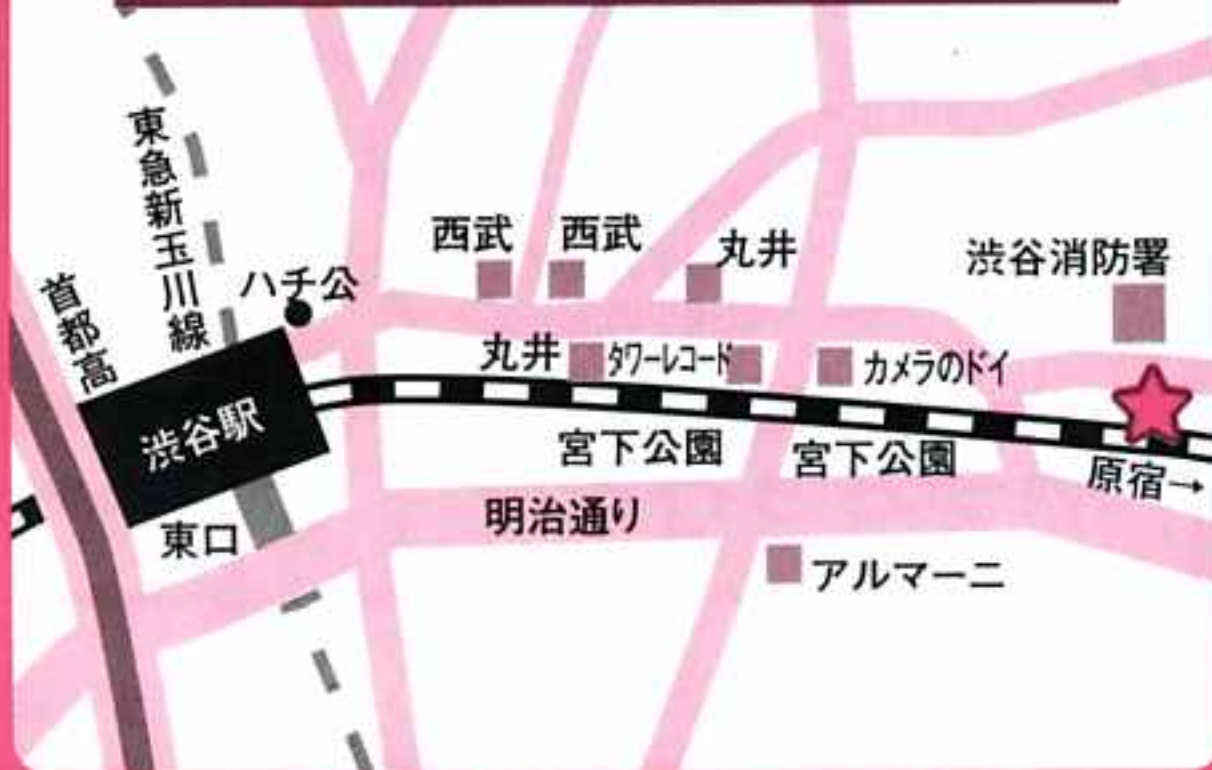 東急新玉川線
首都高
ハチ公
西武
西武
丸井
渋谷消防署
丸井
タワーレコード
カメラのドイ
渋谷駅
宮下公園
宮下公園
原宿→
東口
明治通り
アルマーニ